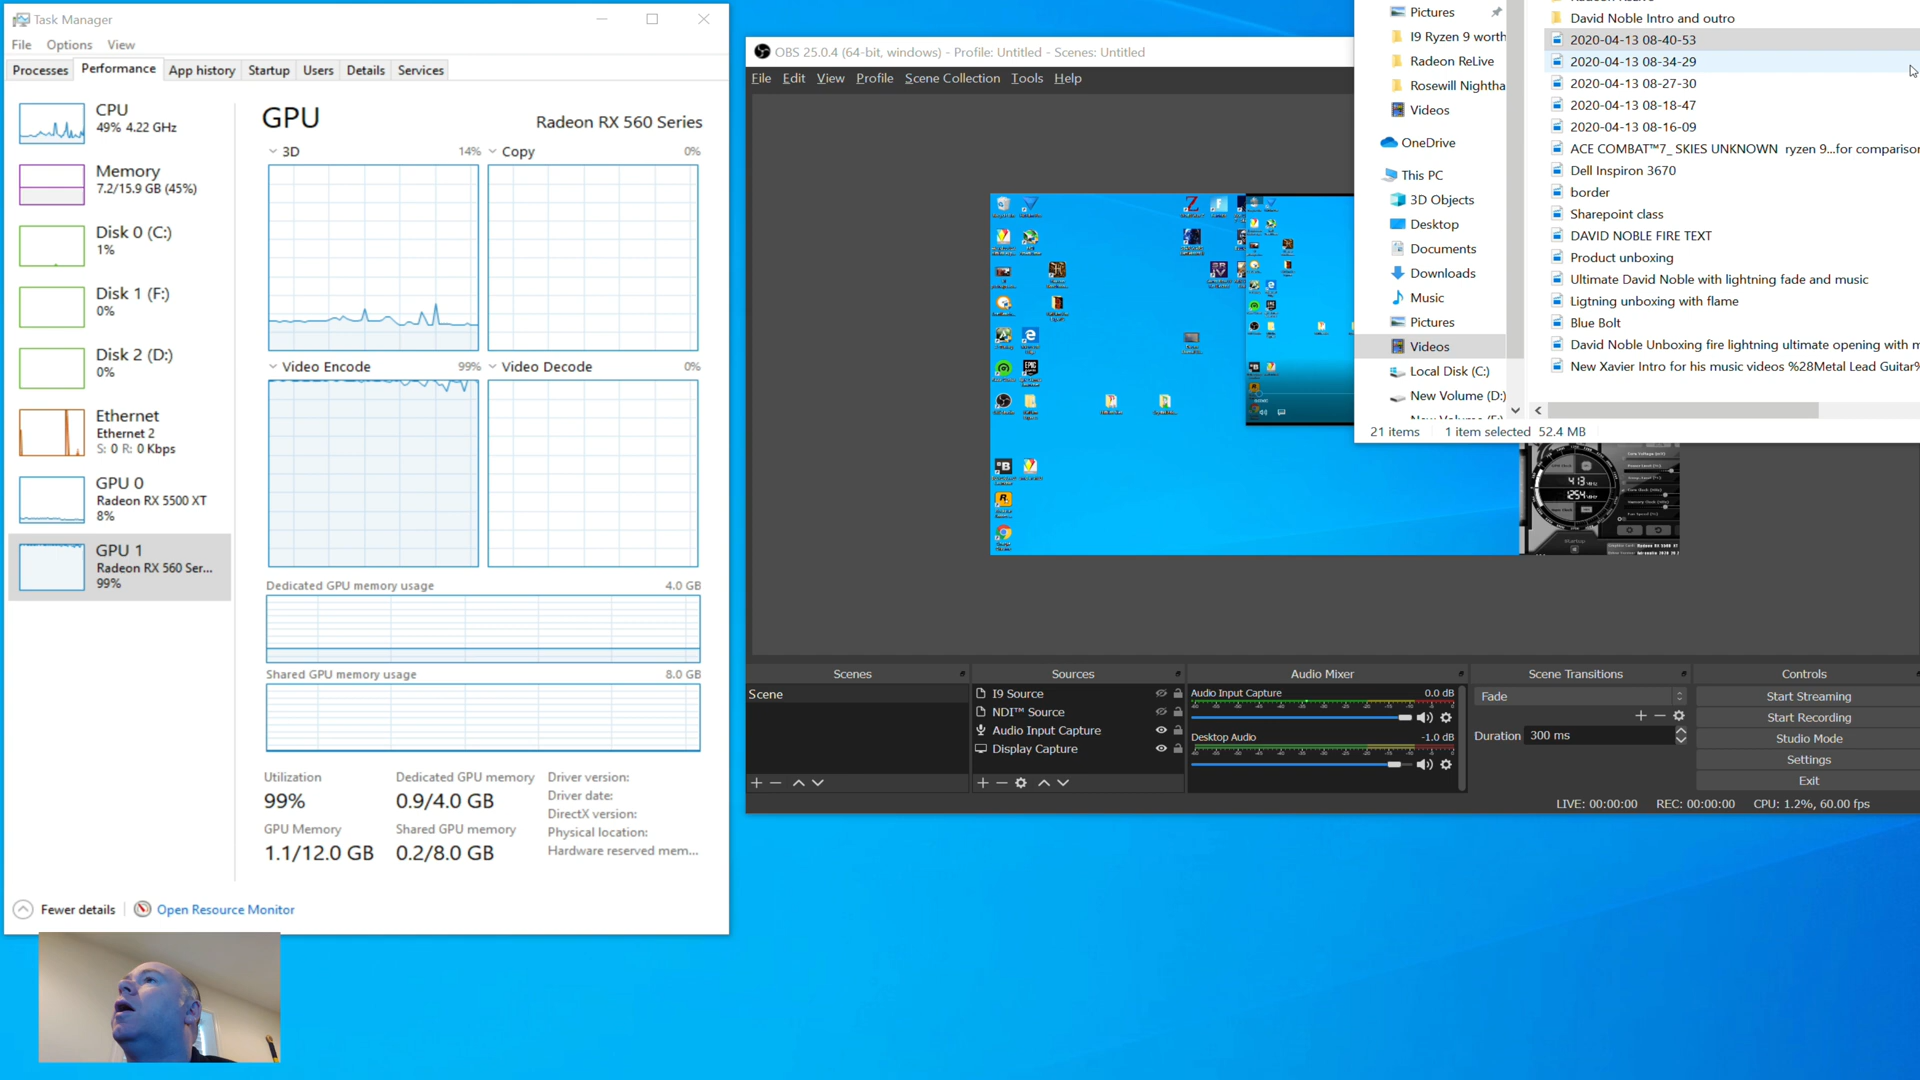 Task Manager
File Options View
Processes Performance App history Startup Users Details Services
CPU
49% 4.22 GHz
Memory
7.2/15.9 GB (45%)
Disk 0 (C:)
1%
Disk 1 (F:)
0%
Disk 2 (D:)
0%
Ethernet
Ethernet 2
S: 0 R: 0 Kbps
GPU 0
Radeon RX 5500 XT
8%
GPU 1
Radeon RX 560 Ser...
99%
GPU
Radeon RX 560 Series
3D 14%
Copy 0%
Video Encode 99%
Video Decode 0%
Dedicated GPU memory usage 4.0 GB
Shared GPU memory usage 8.0 GB
Utilization
99%
Dedicated GPU memory
0.9/4.0 GB
GPU Memory
1.1/12.0 GB
Shared GPU memory
0.2/8.0 GB
Driver version:
Driver date:
DirectX version:
Physical location:
Hardware reserved mem...
Fewer details
Open Resource Monitor
OBS 25.0.4 (64-bit, windows) - Profile: Untitled - Scenes: Untitled
File Edit View Profile Scene Collection Tools Help
Pictures
I9 Ryzen 9 worth
Radeon ReLive
Rosewill Nightha
Videos
OneDrive
This PC
3D Objects
Desktop
Documents
Downloads
Music
Pictures
Videos
Local Disk (C:)
New Volume (D:)
David Noble Intro and outro
2020-04-13 08-40-53
2020-04-13 08-34-29
2020-04-13 08-27-30
2020-04-13 08-18-47
2020-04-13 08-16-09
ACE COMBAT™7_ SKIES UNKNOWN ryzen 9...for comparison
Dell Inspiron 3670
border
Sharepoint class
DAVID NOBLE FIRE TEXT
Product unboxing
Ultimate David Noble with lightning fade and music
Ligtning unboxing with flame
Blue Bolt
David Noble Unboxing fire lightning ultimate opening with m
New Xavier Intro for his music videos %28Metal Lead Guitar%
21 items 1 item selected 52.4 MB
413
1254
Scenes
Scene
Sources
I9 Source
NDI™ Source
Audio Input Capture
Display Capture
Audio Mixer
Audio Input Capture 0.0 dB
Desktop Audio -1.0 dB
Scene Transitions
Fade
Duration 300 ms
Controls
Start Streaming
Start Recording
Studio Mode
Settings
Exit
LIVE: 00:00:00 REC: 00:00:00 CPU: 1.2%, 60.00 fps